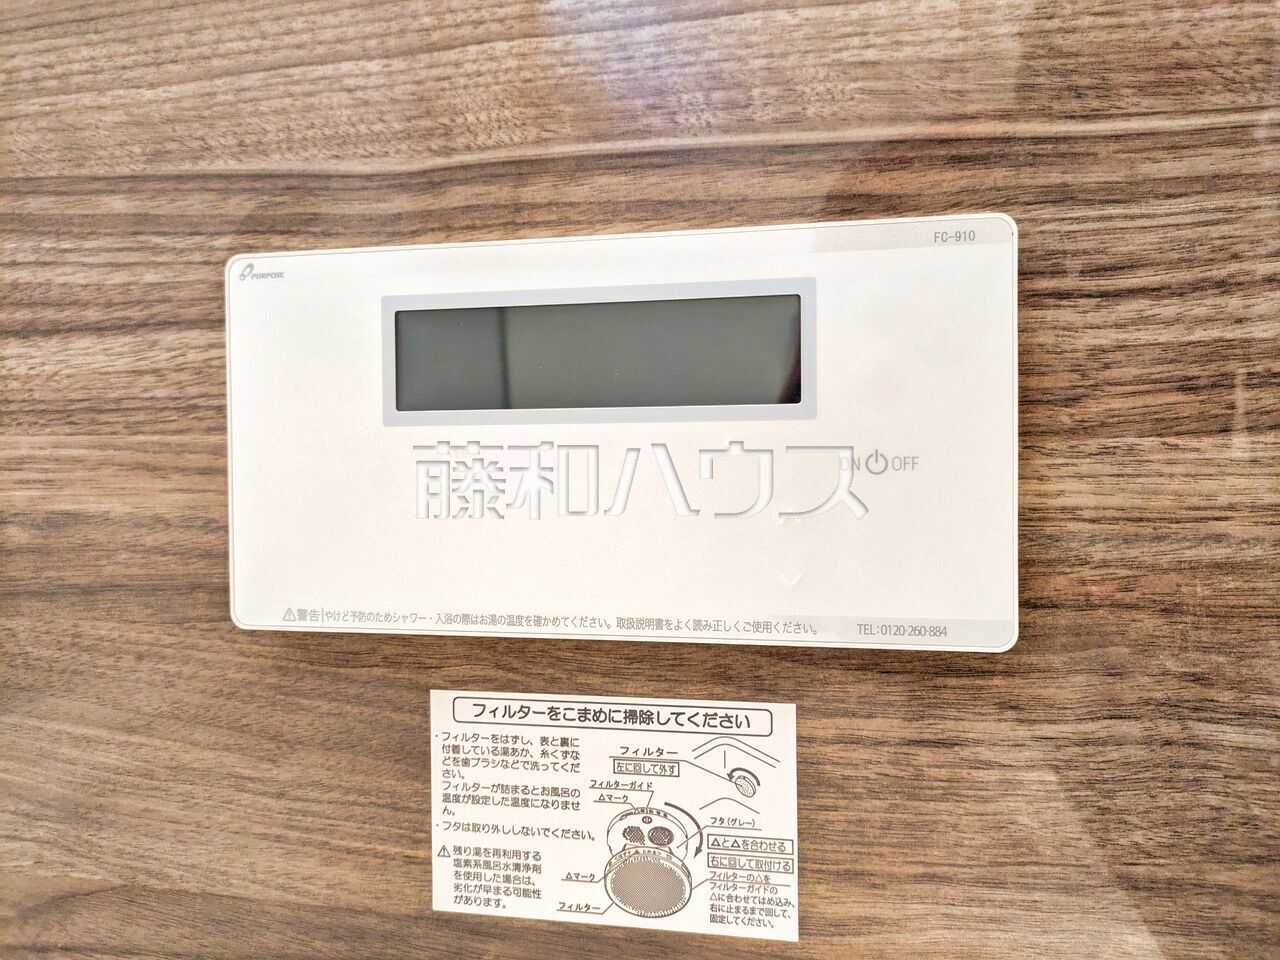 FC-910
PURPOSE
藤和ハウス
ON OFF
⚠警告 やけど予防のためシャワー・入浴の際はお湯の温度を確かめてください。取扱説明書をよく読み正しくご使用ください。 TEL:0120-260-884
フィルターをこまめに掃除してください
・フィルターをはずし、表と裏に
付着している湯あか、糸くずな
どを歯ブラシなどで洗ってくだ
さい。
フィルターが詰まるとお風呂の
温度が設定した温度になりませ
ん。
・フタは取り外ししないでください。
⚠残り湯を再利用する
塩素系風呂水清浄剤
を使用した場合は、
劣化が早まる可能性
があります。
フィルター
左に回して外す
フィルターガイド
△マーク
フタ(グレー)
△マーク
フィルター
△と△を合わせる
右に回して取付ける
フィルターの△を
フィルターガイドの
△に合わせてはめ込み、
右に止まるまで回して、
固定してください。